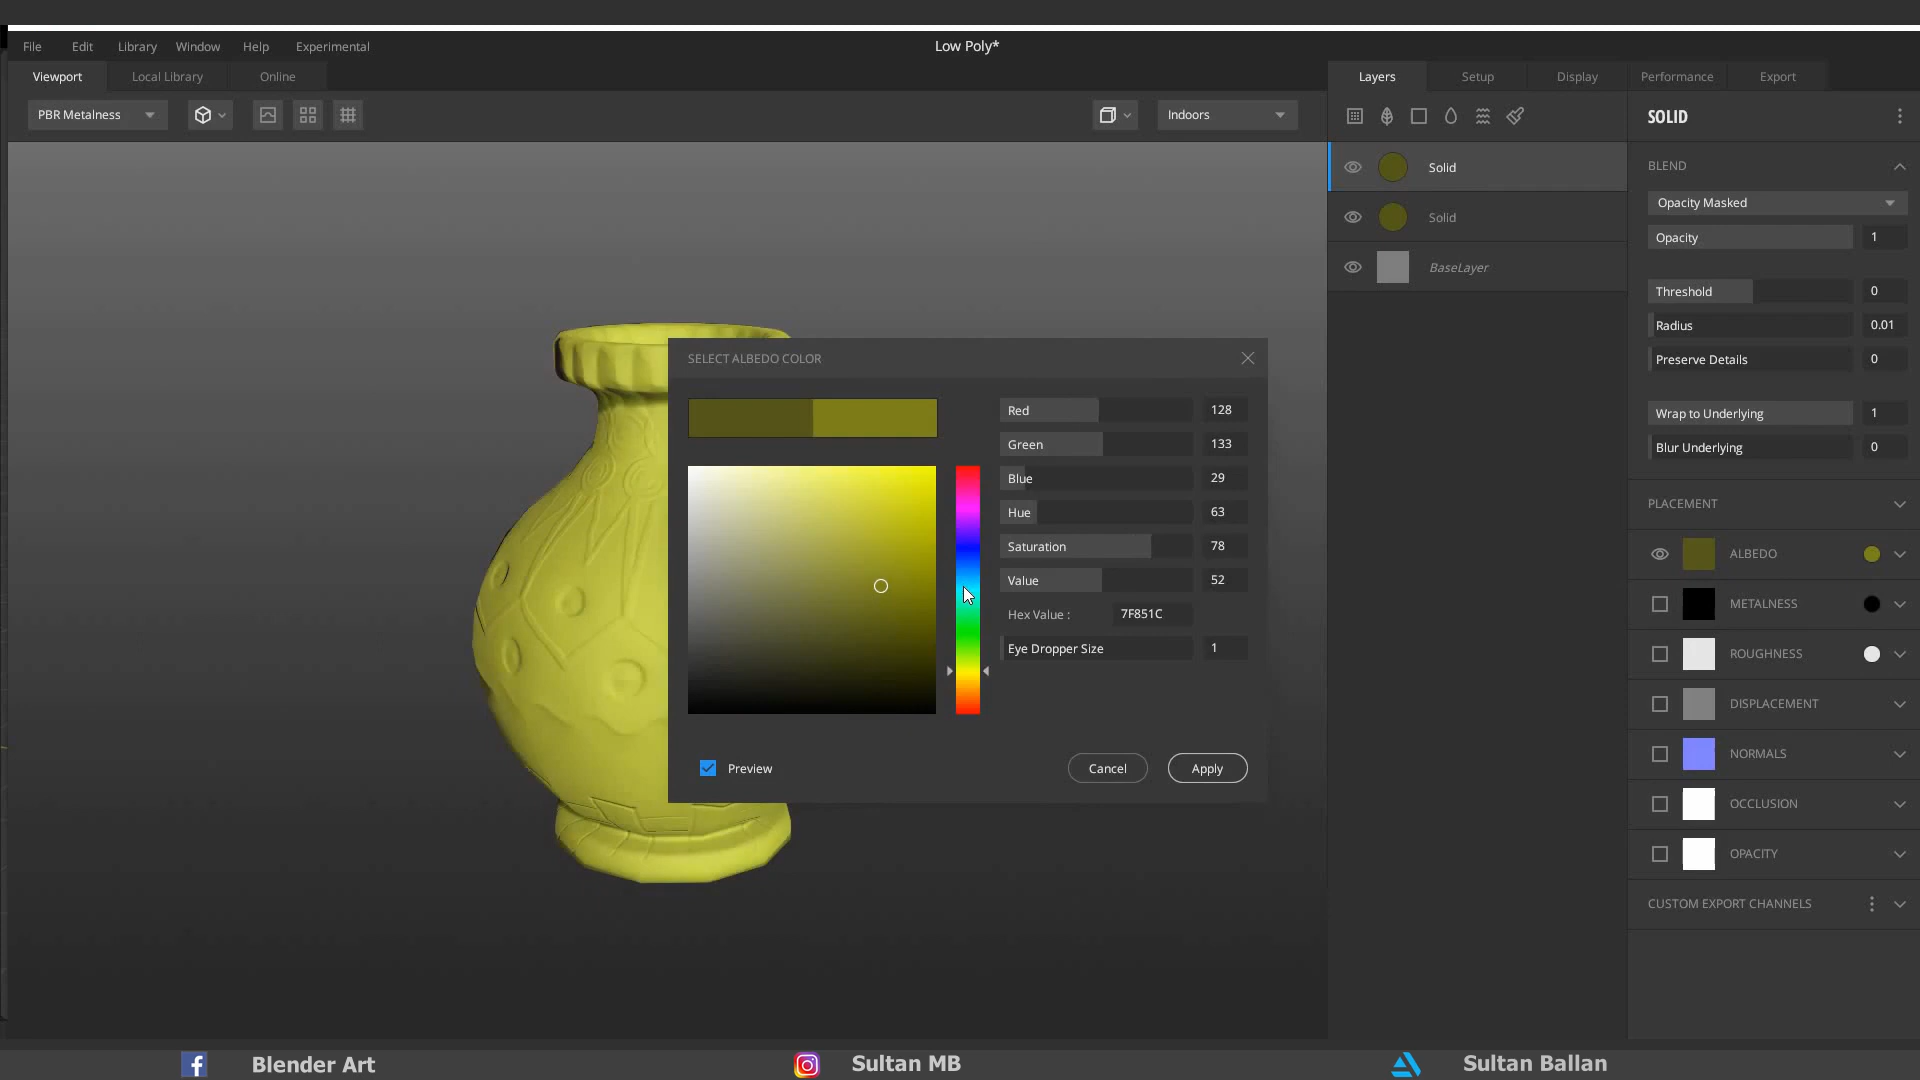 File Edit Library Window Help Experimental
Low Poly*
Viewport Local Library Online
Layers Setup Display Performance Export
PBR Metalness
Indoors
SOLID
Solid
Solid
BaseLayer
BLEND
Opacity Masked
Opacity 1
Threshold 0
Radius 0.01
Preserve Details 0
Wrap to Underlying 1
Blur Underlying 0
PLACEMENT
ALBEDO
METALNESS
ROUGHNESS
DISPLACEMENT
NORMALS
OCCLUSION
OPACITY
CUSTOM EXPORT CHANNELS
SELECT ALBEDO COLOR
Red 128
Green 133
Blue 29
Hue 63
Saturation 78
Value 52
Hex Value : 7F851C
Eye Dropper Size 1
Preview
Cancel Apply
Blender Art
Sultan MB
Sultan Ballan